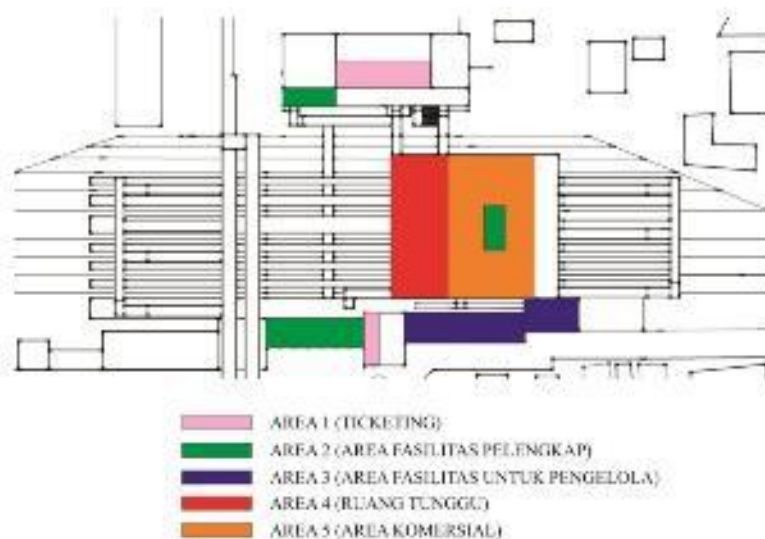 AREA 1 (TICKETING)
AREA 2 (AREA FASILITAS PELENGKAP)
AREA 3 (AREA FASILITAS UNTUK PENGELOLA)
AREA 4 (RUANG TUNGGU)
AREA 5 (AREA KOMERSIAL)